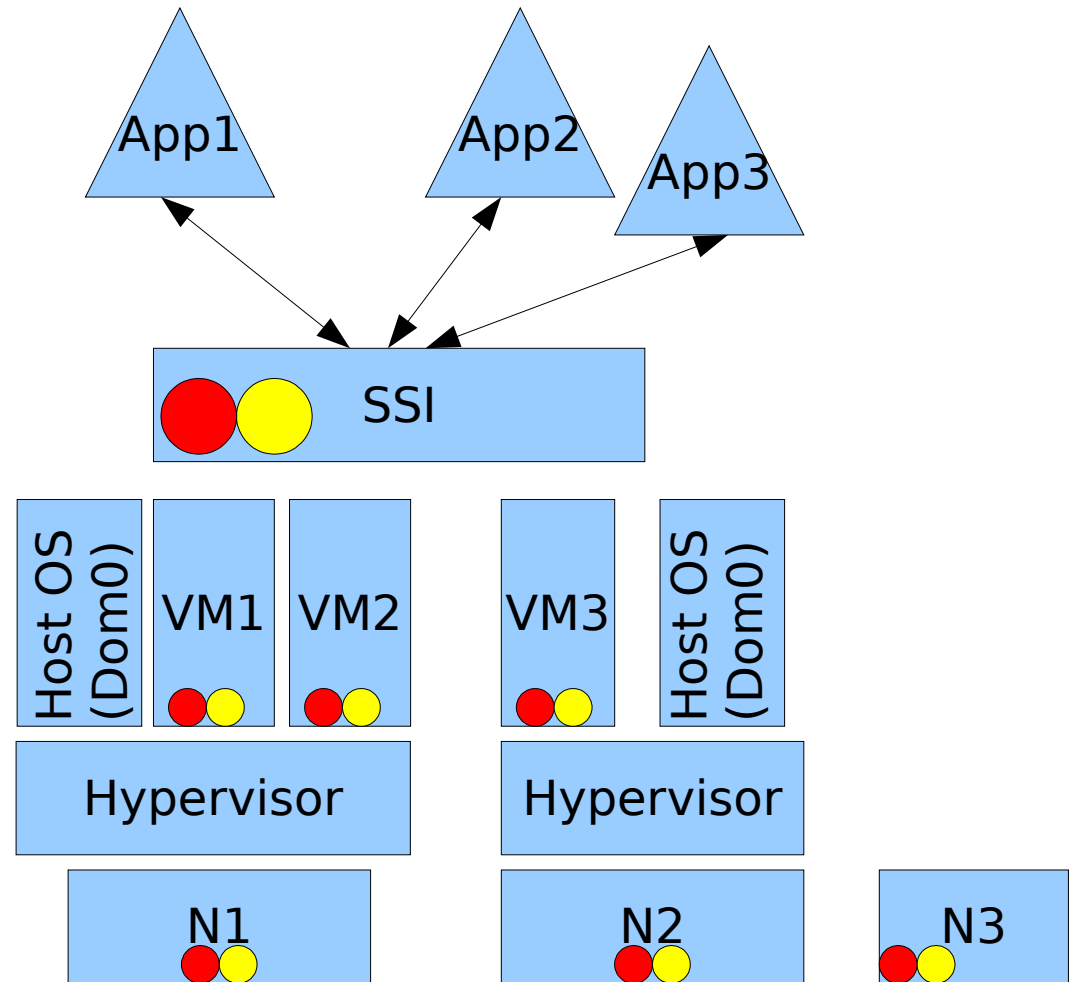 App1
App2
App3
SSI
Host OS
(Dom0)
VM1
VM2
VM3
Host OS
(Dom0)
Hypervisor
Hypervisor
N1
N2
N3